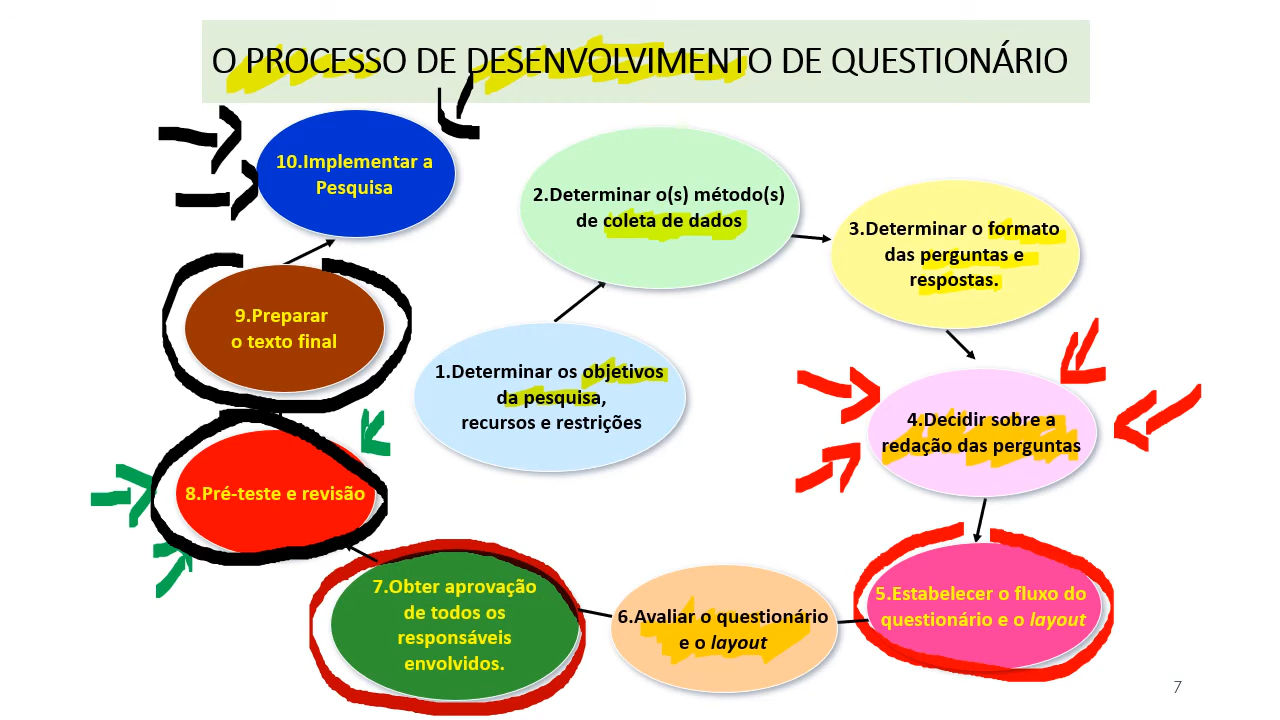 O PROCESSO DE DESENVOLVIMENTO DE QUESTIONÁRIO
1.Determinar os objetivos
da pesquisa,
recursos e restrições
2.Determinar o(s) método(s)
de coleta de dados
3.Determinar o formato
das perguntas e
respostas.
4.Decidir sobre a
redação das perguntas
5.Estabelecer o fluxo do
questionário e o layout
6.Avaliar o questionário
e o layout
7.Obter aprovação
de todos os
responsáveis
envolvidos.
8.Pré-teste e revisão
9.Preparar
o texto final
10.Implementar a
Pesquisa
7